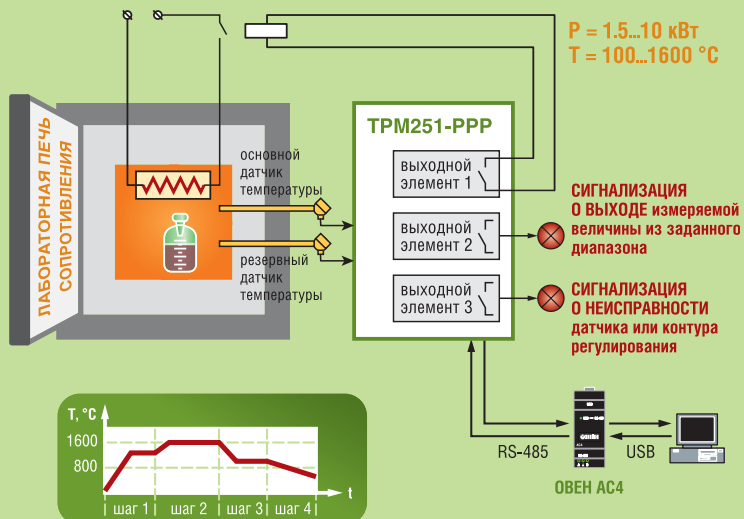 P = 1.5...10 кВт
T = 100...1600 °C
ЛАБОРАТОРНАЯ ПЕЧЬ
СОПРОТИВЛЕНИЯ
основной
датчик
температуры
резервный
датчик
температуры
ТРМ251-РРР
выходной
элемент 1
выходной
элемент 2
выходной
элемент 3
СИГНАЛИЗАЦИЯ
О ВЫХОДЕ измеряемой
величины из заданного
диапазона
СИГНАЛИЗАЦИЯ
О НЕИСПРАВНОСТИ
датчика или контура
регулирования
RS-485
USB
ОВЕН АС4
T, °C
1600
800
t
шаг 1
шаг 2
шаг 3
шаг 4